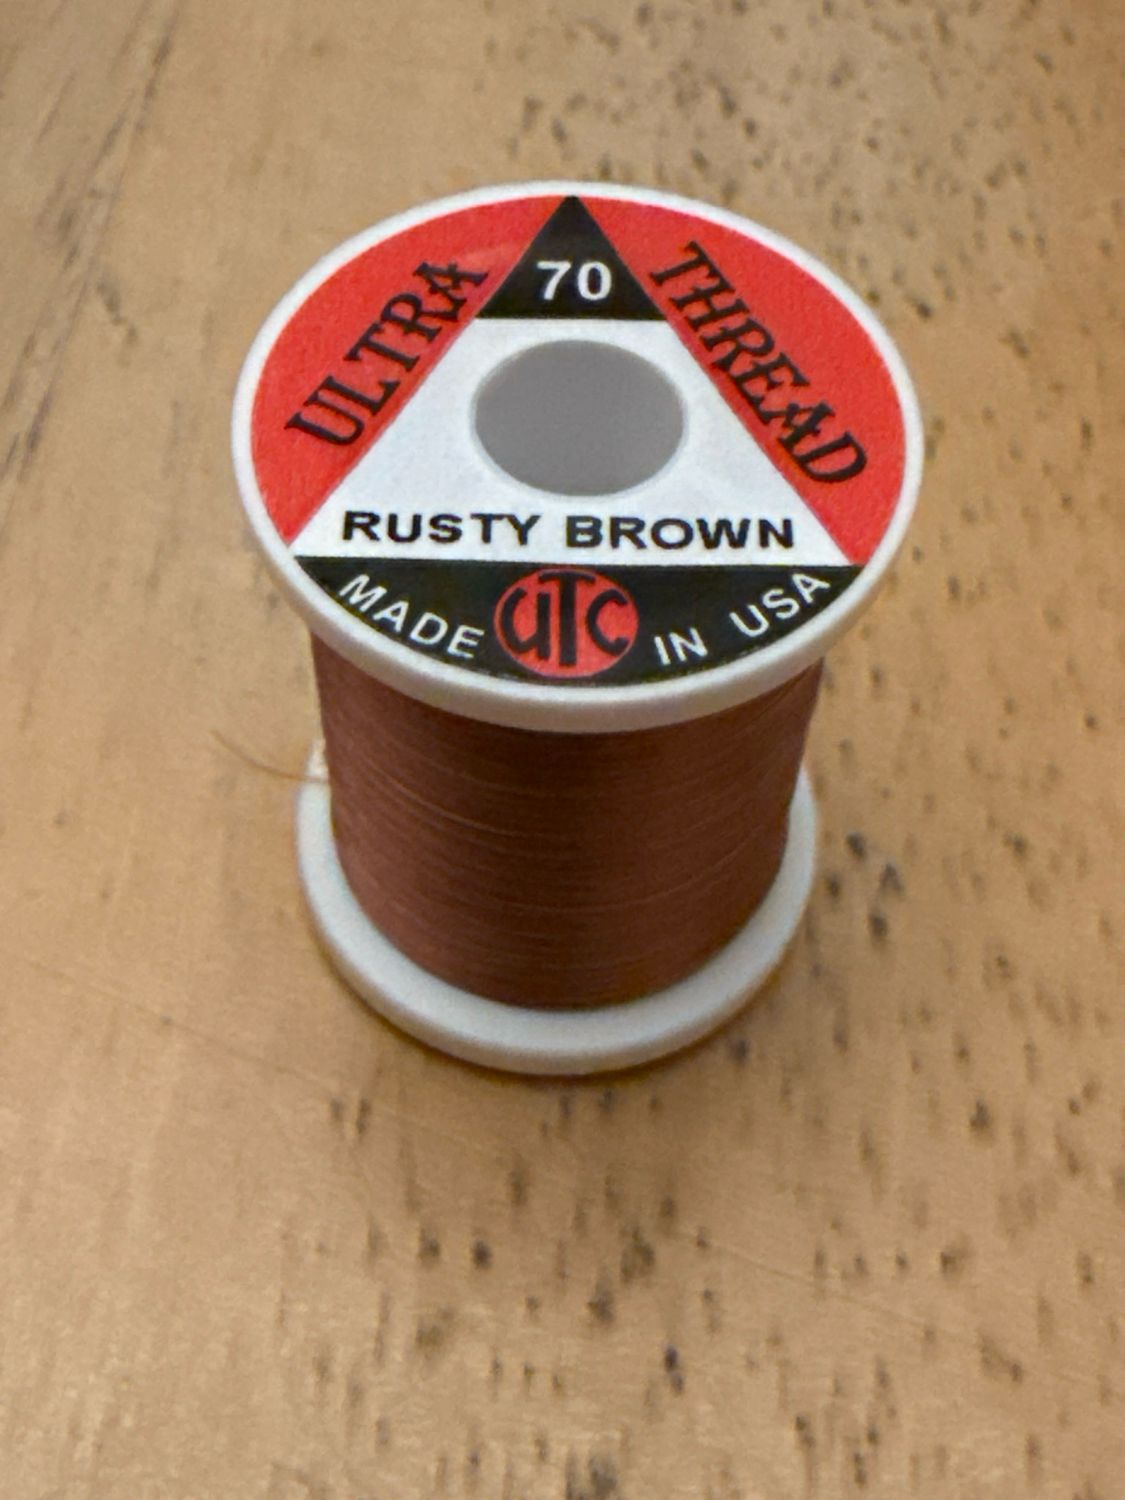 70
ULTRA THREAD
RUSTY BROWN
MADE UTC IN USA